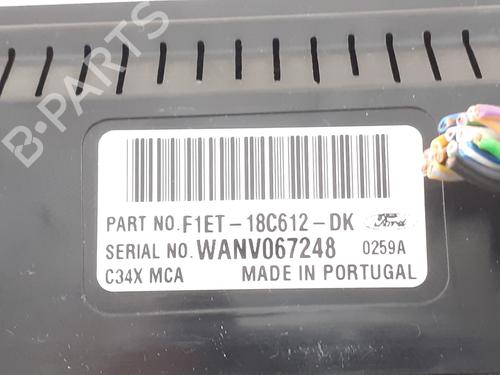 B-PARTS
PART NO. F1ET-18C612-DK Ford
SERIAL NO. WANV067248 0259A
C34X MCA MADE IN PORTUGAL